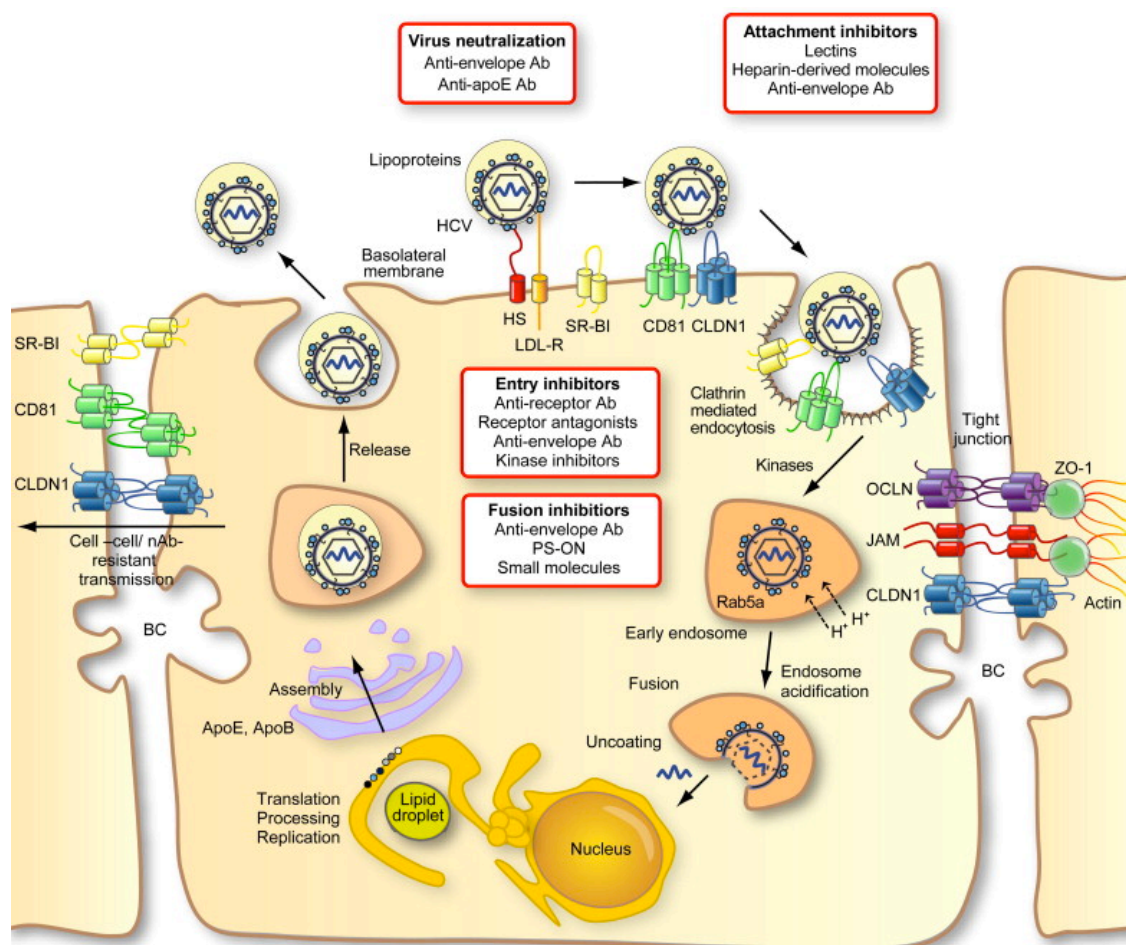 Virus neutralization
Anti-envelope Ab
Anti-apoE Ab
Attachment inhibitors
Lectins
Heparin-derived molecules
Anti-envelope Ab
Lipoproteins
HCV
Basolateral
membrane
HS
LDL-R
SR-BI
CD81
CLDN1
SR-BI
CD81
CLDN1
Cell –cell/ nAb-
resistant
transmission
BC
Release
Entry inhibitors
Anti-receptor Ab
Receptor antagonists
Anti-envelope Ab
Kinase inhibitors
Fusion inhibitiors
Anti-envelope Ab
PS-ON
Small molecules
Clathrin
mediated
endocytosis
Kinases
Tight
junction
ZO-1
OCLN
JAM
CLDN1
Actin
BC
Rab5a
H+
H+
Early endosome
Endosome
acidification
Fusion
Uncoating
Assembly
ApoE, ApoB
Translation
Processing
Replication
Lipid
droplet
Nucleus